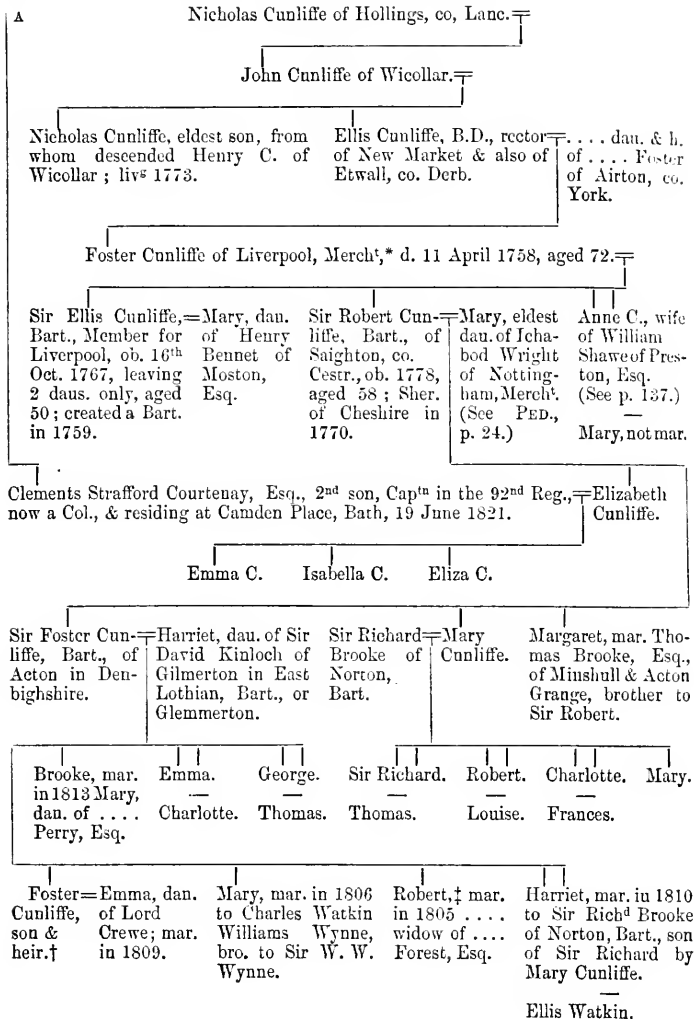 A
Nicholas Cunliffe of Hollings, co, Lanc.
John Cunliffe of Wicollar.
Nicholas Cunliffe, eldest son, from
whom descended Henry C. of
Wicollar ; livᵍ 1773.
Ellis Cunliffe, B.D., rector
of New Market & also of
Etwall, co. Derb.
. . . . dau. & h.
of . . . . Foster
of Airton, co.
York.
Foster Cunliffe of Liverpool, Merchᵗ,* d. 11 April 1758, aged 72.
Sir Ellis Cunliffe,
Bart., Member for
Liverpool, ob. 16ᵗʰ
Oct. 1767, leaving
2 daus. only, aged
50 ; created a Bart.
in 1759.
Mary, dau.
of Henry
Bennet of
Moston,
Esq.
Sir Robert Cun-
liffe, Bart., of
Saighton, co.
Cestr., ob. 1778,
aged 58 ; Sher.
of Cheshire in
1770.
Mary, eldest
dau. of Icha-
bod Wright
of Notting-
ham, Merchᵗ.
(See PED.,
p. 24.)
Anne C., wife
of William
Shawe of Pres-
ton, Esq.
(See p. 137.)
—
Mary, not mar.
Clements Strafford Courtenay, Esq., 2ⁿᵈ son, Capᵗⁿ in the 92ⁿᵈ Reg.,
now a Col., & residing at Camden Place, Bath, 19 June 1821.
Elizabeth
Cunliffe.
Emma C.
Isabella C.
Eliza C.
Sir Foster Cun-
liffe, Bart., of
Acton in Den-
bighshire.
Harriet, dau. of Sir
David Kinloch of
Gilmerton in East
Lothian, Bart., or
Glemmerton.
Sir Richard
Brooke of
Norton,
Bart.
Mary
Cunliffe.
Margaret, mar. Tho-
mas Brooke, Esq.,
of Minshull & Acton
Grange, brother to
Sir Robert.
Brooke, mar.
in 1813 Mary,
dau. of . . . .
Perry, Esq.
Emma.
—
Charlotte.
George.
—
Thomas.
Sir Richard.
—
Thomas.
Robert.
—
Louise.
Charlotte.
—
Frances.
Mary.
Foster
Cunliffe,
son &
heir.†
Emma, dau.
of Lord
Crewe; mar.
in 1809.
Mary, mar. in 1806
to Charles Watkin
Williams Wynne,
bro. to Sir W. W.
Wynne.
Robert,‡ mar.
in 1805 . . . .
widow of . . . .
Forest, Esq.
Harriet, mar. in 1810
to Sir Richᵈ Brooke
of Norton, Bart., son
of Sir Richard by
Mary Cunliffe.
—
Ellis Watkin.